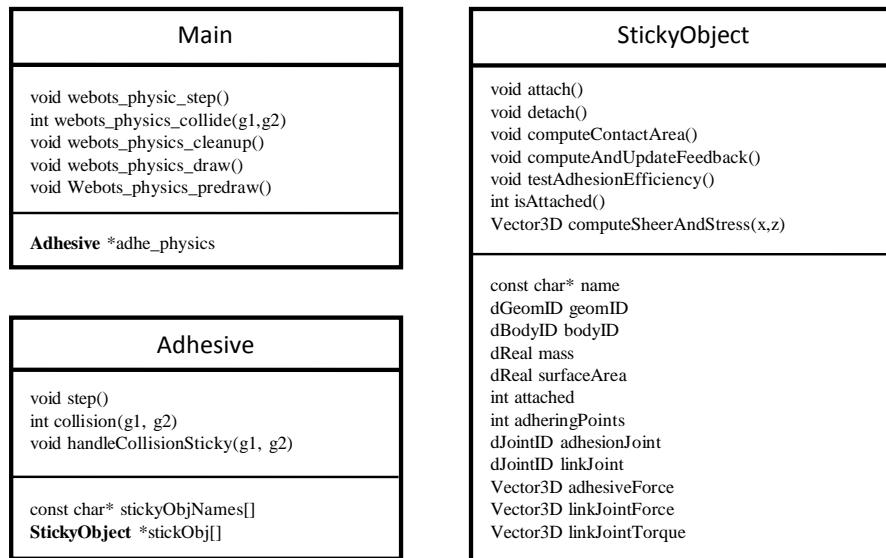 Main
void webots_physic_step()
int webots_physics_collide(g1,g2)
void webots_physics_cleanup()
void webots_physics_draw()
void Webots_physics_predraw()
Adhesive *adhe_physics
Adhesive
void step()
int collision(g1, g2)
void handleCollisionSticky(g1, g2)
const char* stickyObjNames[]
StickyObject *stickObj[]
StickyObject
void attach()
void detach()
void computeContactArea()
void computeAndUpdateFeedback()
void testAdhesionEfficiency()
int isAttached()
Vector3D computeSheerAndStress(x,z)
const char* name
dGeomID geomID
dBodyID bodyID
dReal mass
dReal surfaceArea
int attached
int adheringPoints
dJointID adhesionJoint
dJointID linkJoint
Vector3D adhesiveForce
Vector3D linkJointForce
Vector3D linkJointTorque